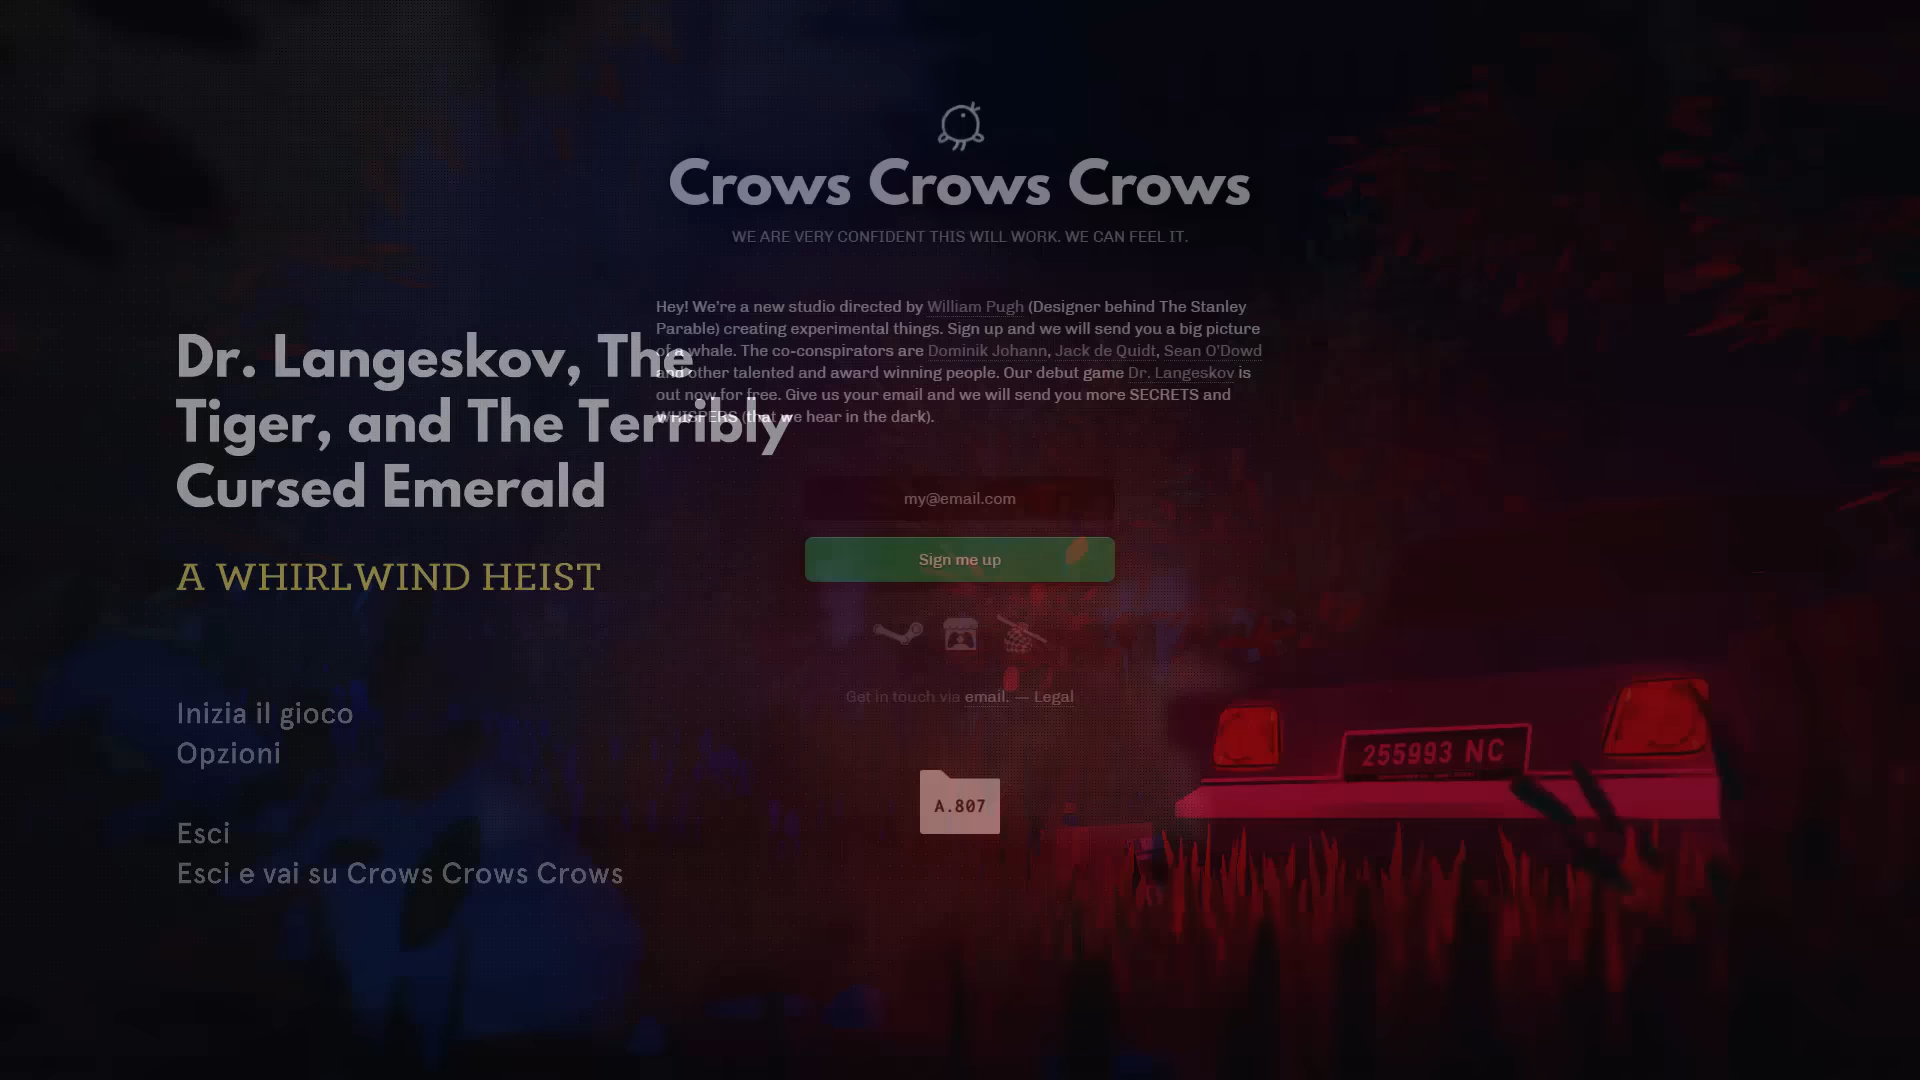 Crows Crows Crows
WE ARE VERY CONFIDENT THIS WILL WORK. WE CAN FEEL IT.
Hey! We're a new studio directed by William Pugh (Designer behind The Stanley
Parable) creating experimental things. Sign up and we will send you a big picture
of a whale. The co-conspirators are Dominik Johann, Jack de Quidt, Sean O'Dowd
and other talented and award winning people. Our debut game Dr. Langeskov is
out now for free. Give us your email and we will send you more SECRETS and
WHISPERS (that we hear in the dark).
my@email.com
Sign me up
Get in touch via email. — Legal
A.807
Dr. Langeskov, The
Tiger, and The Terribly
Cursed Emerald
A WHIRLWIND HEIST
Inizia il gioco
Opzioni
Esci
Esci e vai su Crows Crows Crows
255993 NC